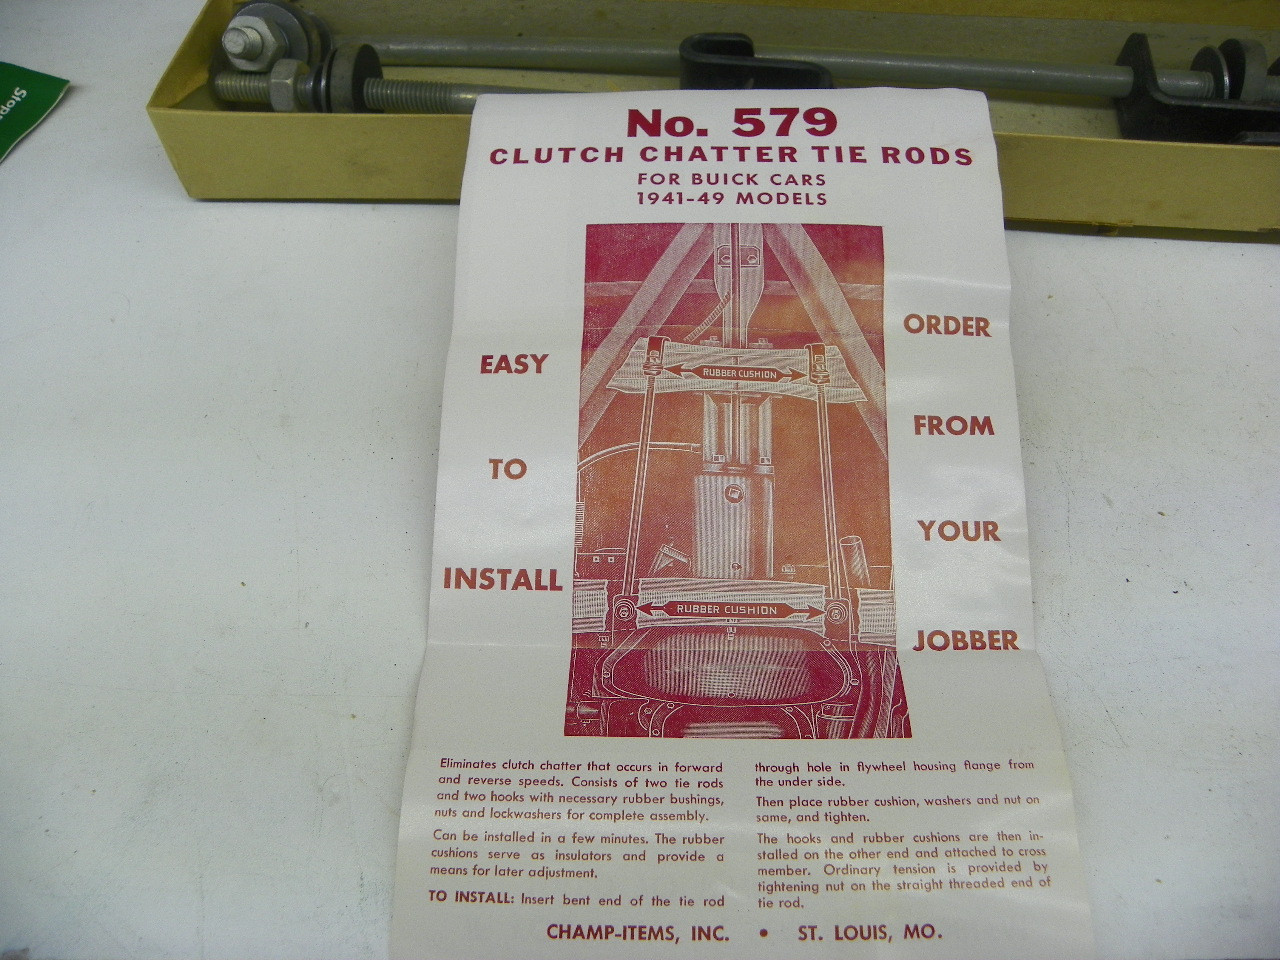 Stop
No. 579
CLUTCH CHATTER TIE RODS
FOR BUICK CARS
1941-49 MODELS
EASY
TO
INSTALL
RUBBER CUSHION
RUBBER CUSHION
ORDER
FROM
YOUR
JOBBER
Eliminates clutch chatter that occurs in forward
and reverse speeds. Consists of two tie rods
and two hooks with necessary rubber bushings,
nuts and lockwashers for complete assembly.
Can be installed in a few minutes. The rubber
cushions serve as insulators and provide a
means for later adjustment.
TO INSTALL: Insert bent end of the tie rod
through hole in flywheel housing flange from
the under side.
Then place rubber cushion, washers and nut on
same, and tighten.
The hooks and rubber cushions are then in-
stalled on the other end and attached to cross
member. Ordinary tension is provided by
tightening nut on the straight threaded end of
tie rod.
CHAMP-ITEMS, INC. • ST. LOUIS, MO.